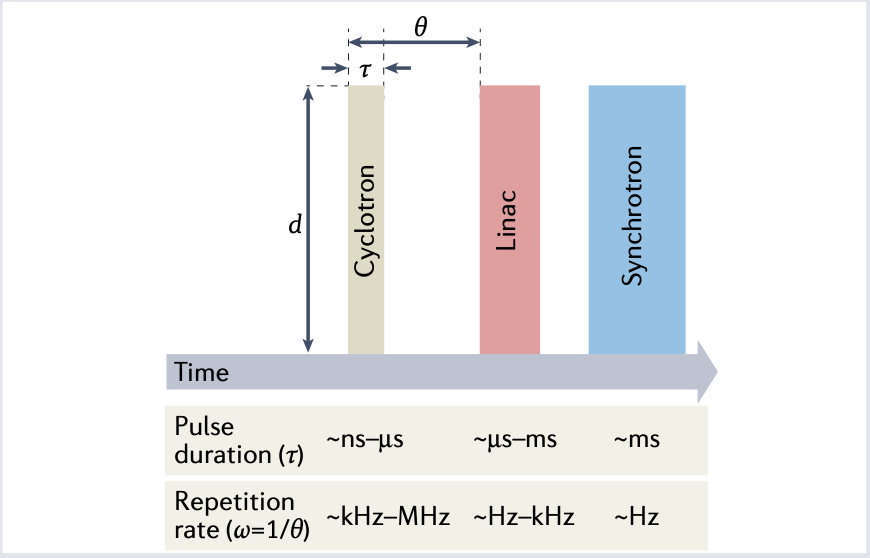 θ
τ
d
Cyclotron
Linac
Synchrotron
Time
Pulse
duration (τ)
~ns–μs
~μs–ms
~ms
Repetition
rate (ω=1/θ)
~kHz–MHz
~Hz–kHz
~Hz